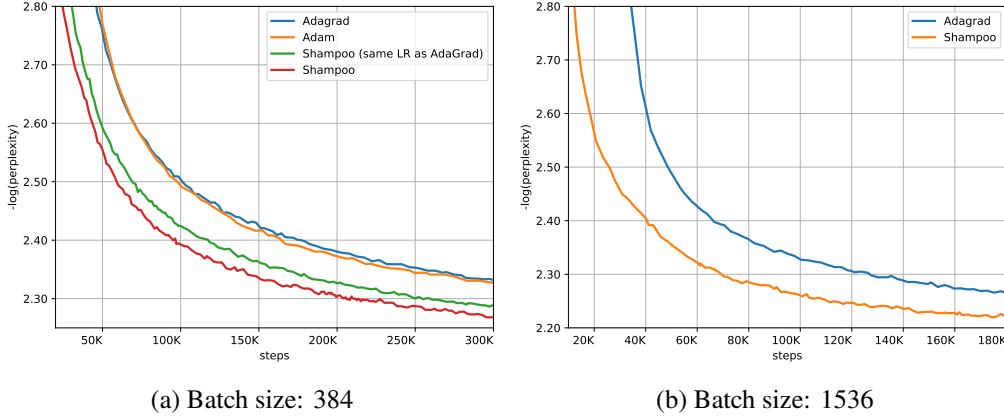 2.80
2.70
2.60
2.50
2.40
2.30
-log(perplexity)
Adagrad
Adam
Shampoo (same LR as AdaGrad)
Shampoo
50K 100K 150K 200K 250K 300K
steps
(a) Batch size: 384
2.80
2.70
2.60
2.50
2.40
2.30
2.20
-log(perplexity)
Adagrad
Shampoo
20K 40K 60K 80K 100K 120K 140K 160K 180K
steps
(b) Batch size: 1536